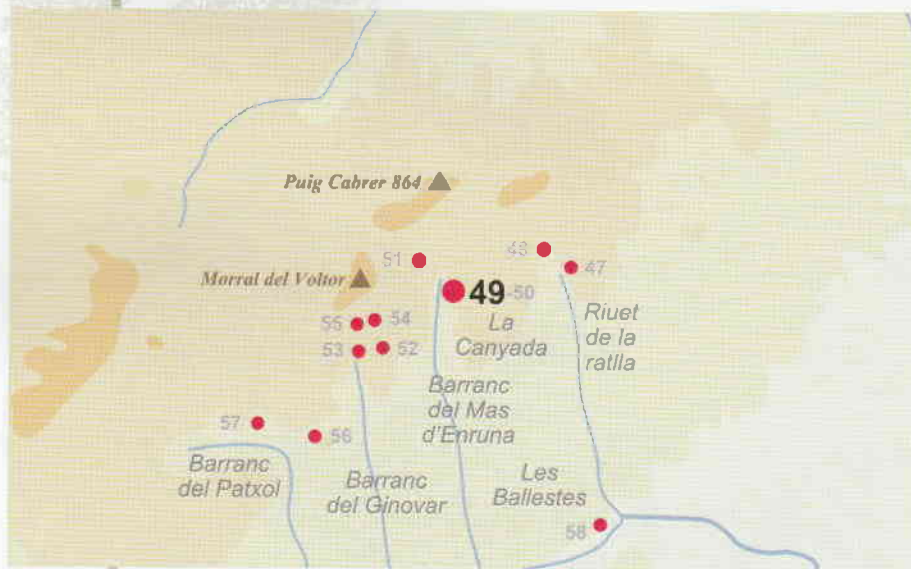 Puig Cabrer 864
51
48
47
Morral del Voltor
49-50
La
Canyada
Riuet
de la
ratlla
55
54
53
52
Barranc
del Mas
d'Enruna
57
56
Barranc
del Patxol
Barranc
del Ginovar
Les
Ballestes
58